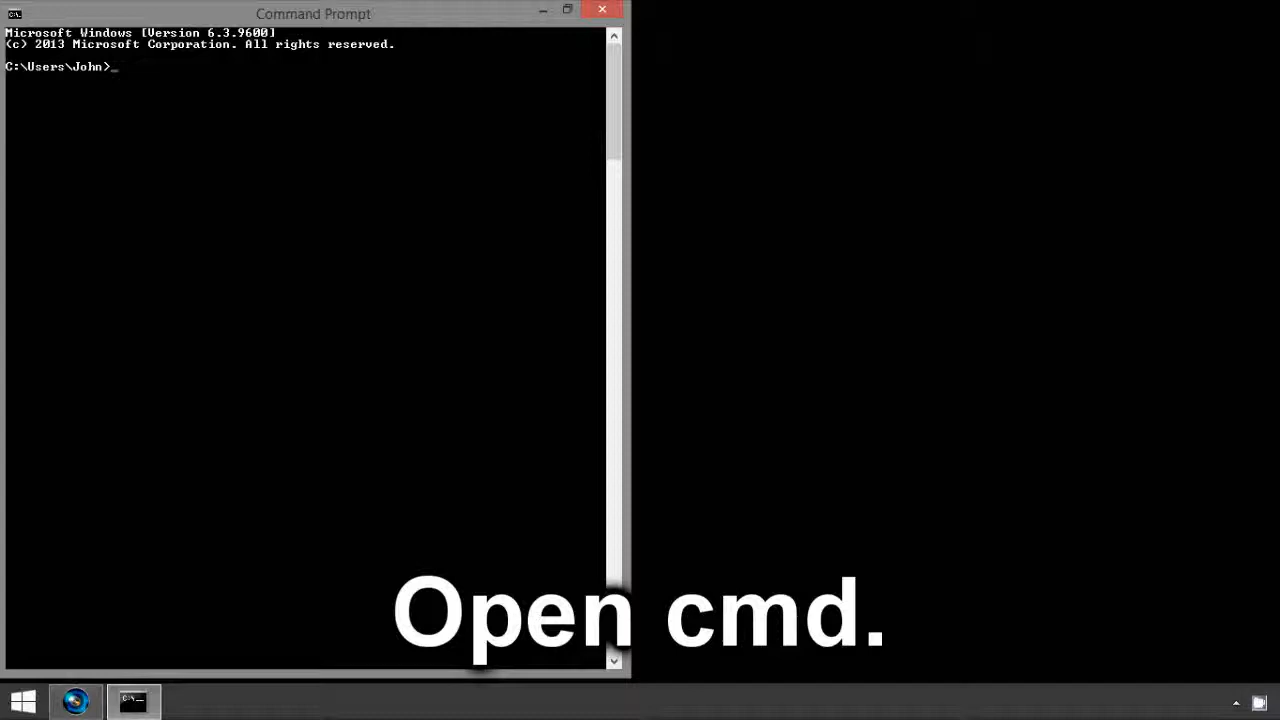 Command Prompt
Microsoft Windows [Version 6.3.9600]
(c) 2013 Microsoft Corporation. All rights reserved.
C:\Users\John>_
Open cmd.